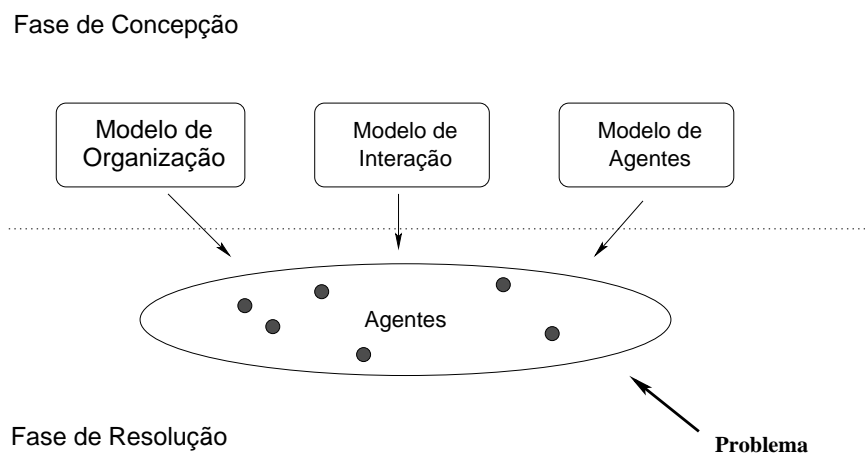 Fase de Concepção
Modelo de
Organização
Modelo de
Interação
Modelo de
Agentes
Agentes
Fase de Resolução
Problema